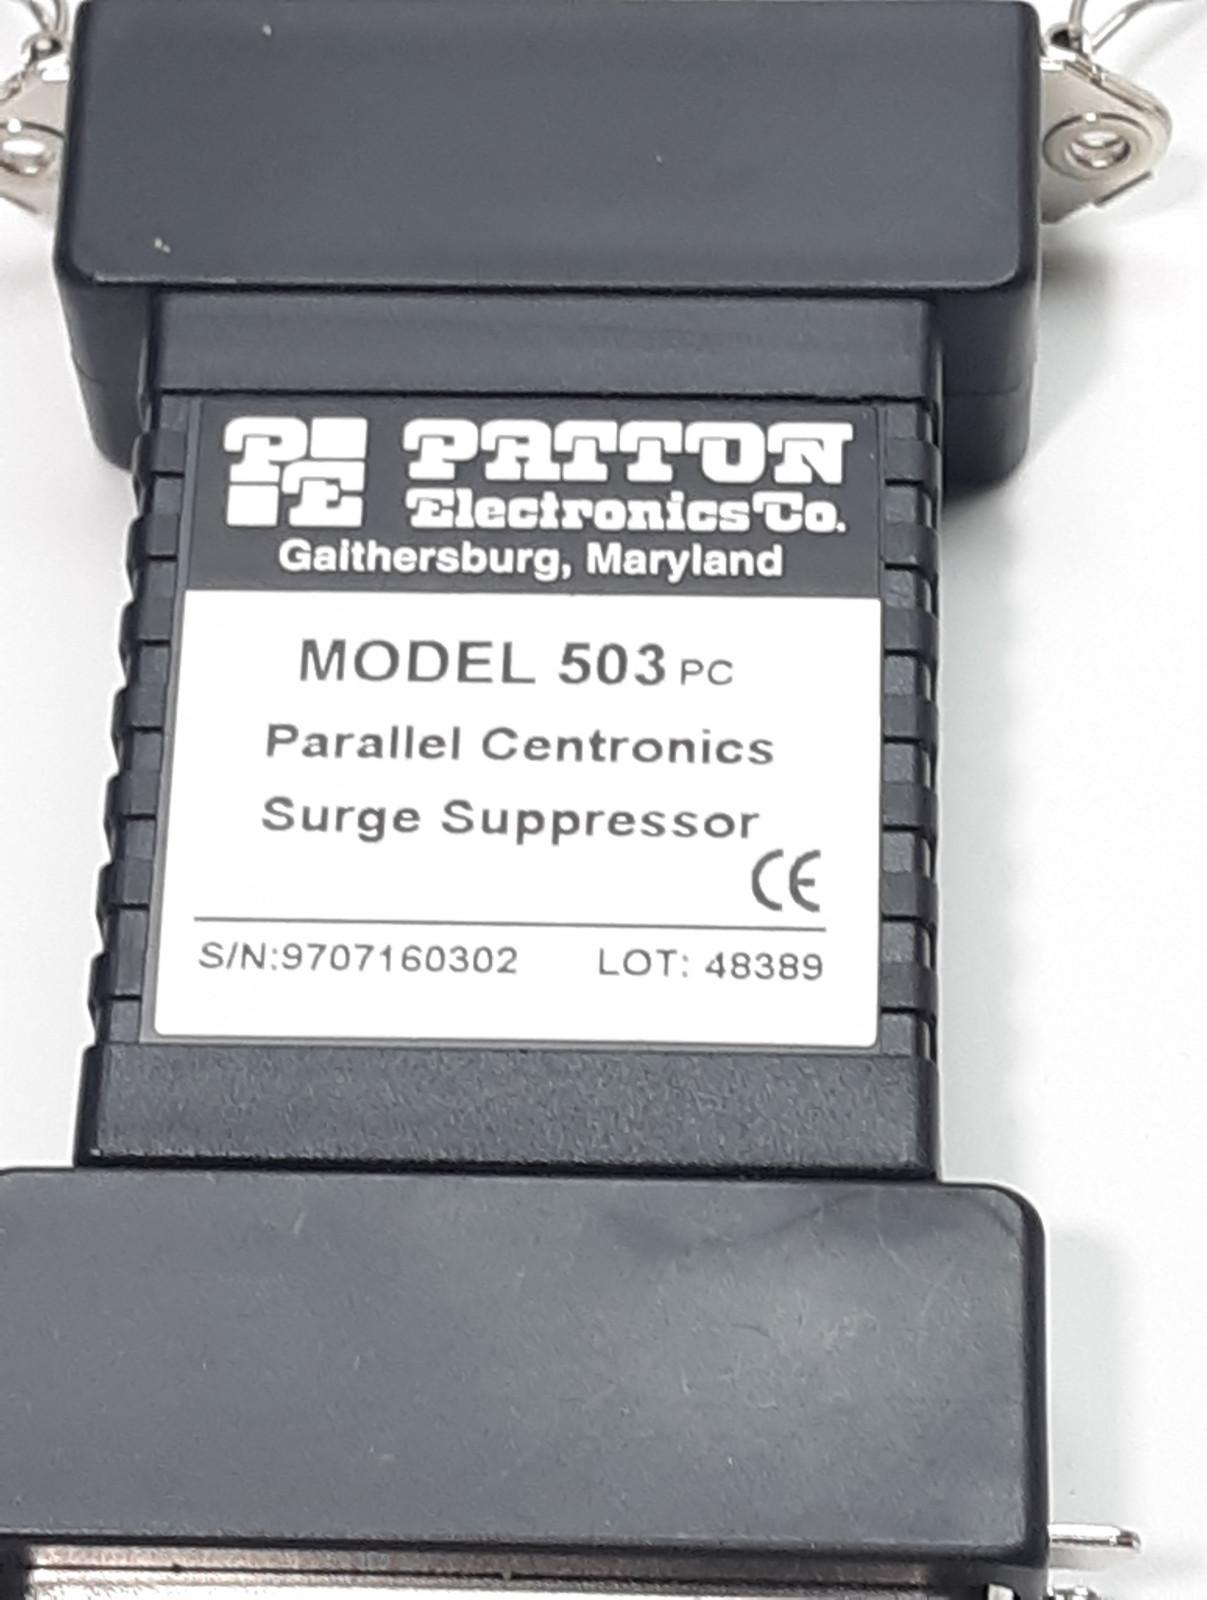 PE PATTON
Electronics Co.
Gaithersburg, Maryland
MODEL 503 PC
Parallel Centronics
Surge Suppressor
CE
S/N:9707160302 LOT: 48389